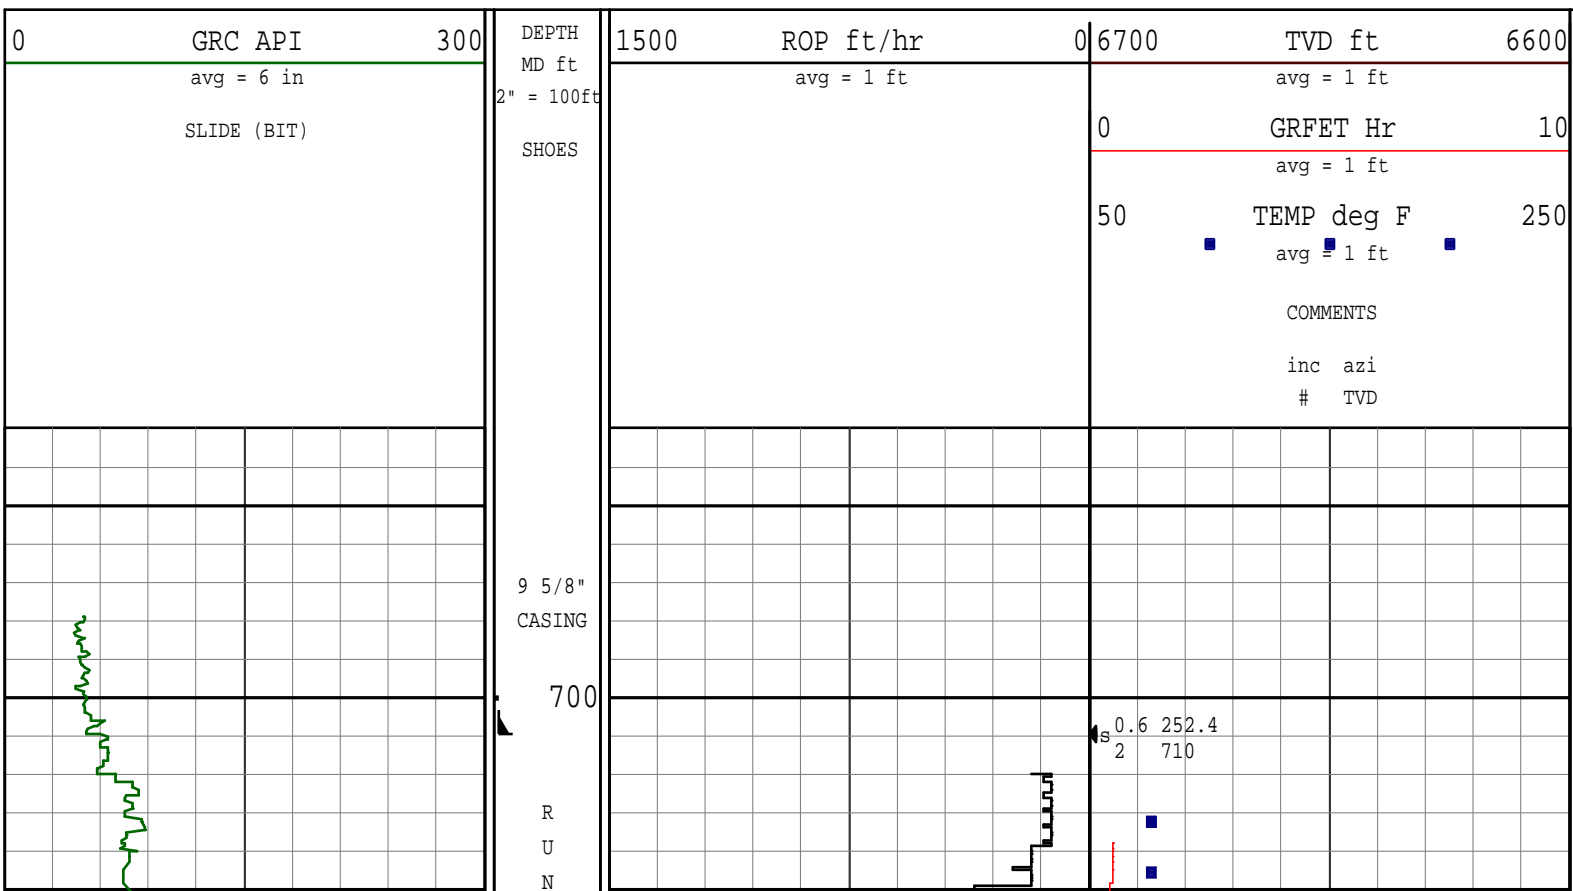 0 GRC API 300
avg = 6 in
SLIDE (BIT)
DEPTH
MD ft
2" = 100ft
SHOES
1500 ROP ft/hr 0
avg = 1 ft
6700 TVD ft 6600
avg = 1 ft
0 GRFET Hr 10
avg = 1 ft
50 TEMP deg F 250
avg = 1 ft
COMMENTS
inc azi
# TVD
9 5/8"
CASING
700
s 0.6 252.4
2 710
R
U
N